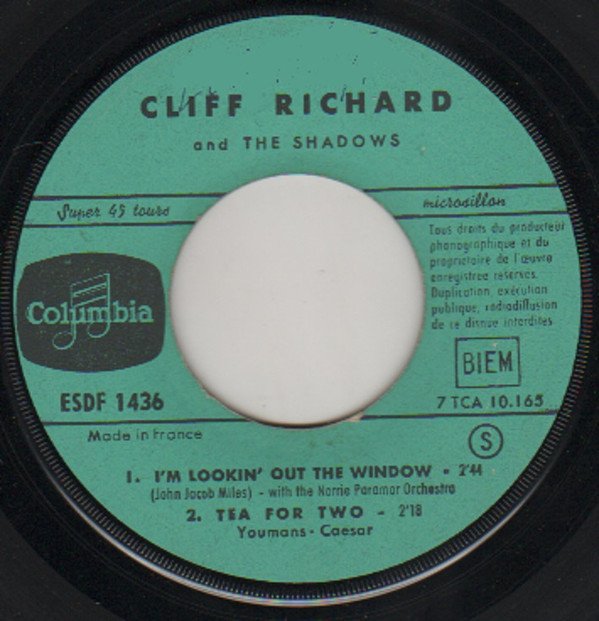 CLIFF RICHARD
and THE SHADOWS
Super 45 tours
microsillon
Tous droits du producteur
phonographique et du
proprietaire de l'œuvre
enregistree reserves.
Duplication, exécution
publique, radiodiffusion
de ce disque interdites
Columbia
BIEM
ESDF 1436
7 TCA 10.165
Made in France
S
1. I'M LOOKIN' OUT THE WINDOW - 2'44
(John Jacob Miles) - with the Norrie Paramor Orchestra
2. TEA FOR TWO - 2'18
Youmans - Caesar